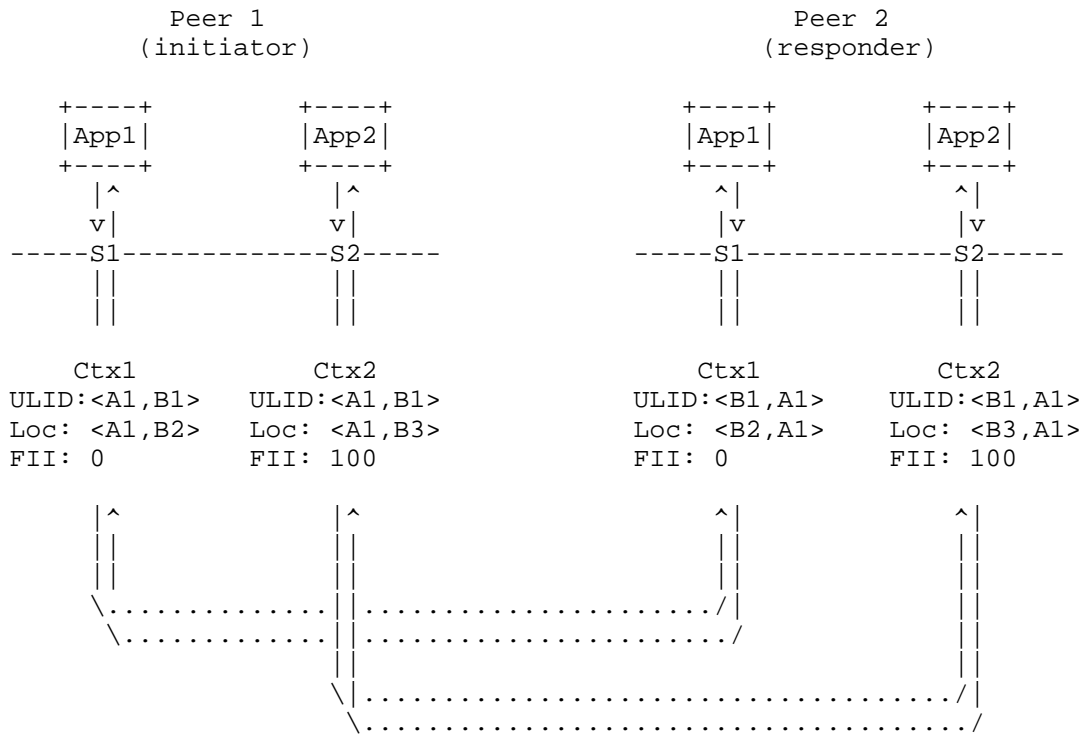 Peer 1 Peer 2
(initiator) (responder)
+----+ +----+ +----+ +----+
|App1| |App2| |App1| |App2|
+----+ +----+ +----+ +----+
|^ |^ ^| ^|
v| v| |v |v
-----S1-------------S2----- -----S1-------------S2-----
|| || || ||
|| || || ||
Ctx1 Ctx2 Ctx1 Ctx2
ULID:<A1,B1> ULID:<A1,B1> ULID:<B1,A1> ULID:<B1,A1>
Loc: <A1,B2> Loc: <A1,B3> Loc: <B2,A1> Loc: <B3,A1>
FII: 0 FII: 100 FII: 0 FII: 100
|^ |^ ^| ^|
|| || || ||
|| || || ||
\..............||....................../| ||
\.............||......................./ ||
|| ||
\|...................................../|
\....................................../